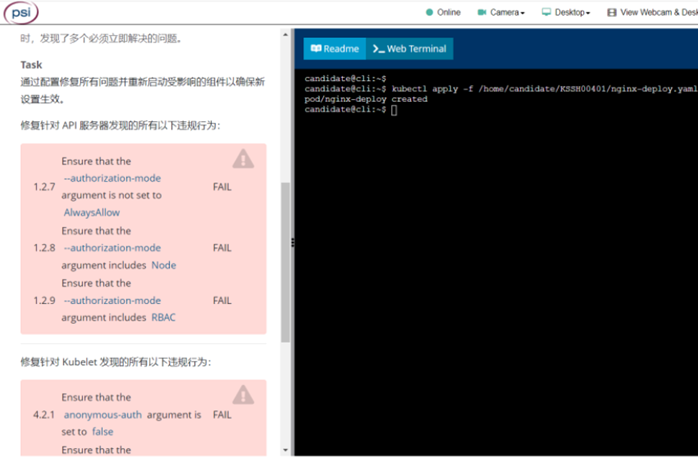 psi
Online
Camera
Desktop
View Webcam & Desk
时，发现了多个必须立即解决的问题。
Task
通过配置修复所有问题并重新启动受影响的组件以确保新
设置生效。
修复针对 API 服务器发现的所有以下违规行为：
1.2.7 Ensure that the
--authorization-mode
argument is not set to
AlwaysAllow FAIL
1.2.8 Ensure that the
--authorization-mode
argument includes Node FAIL
1.2.9 Ensure that the
--authorization-mode
argument includes RBAC FAIL
修复针对 Kubelet 发现的所有以下违规行为：
4.2.1 Ensure that the
anonymous-auth argument is
set to false FAIL
Ensure that the
Readme
Web Terminal
candidate@cli:~$
candidate@cli:~$ kubectl apply -f /home/candidate/KSSH00401/nginx-deploy.yaml
pod/nginx-deploy created
candidate@cli:~$